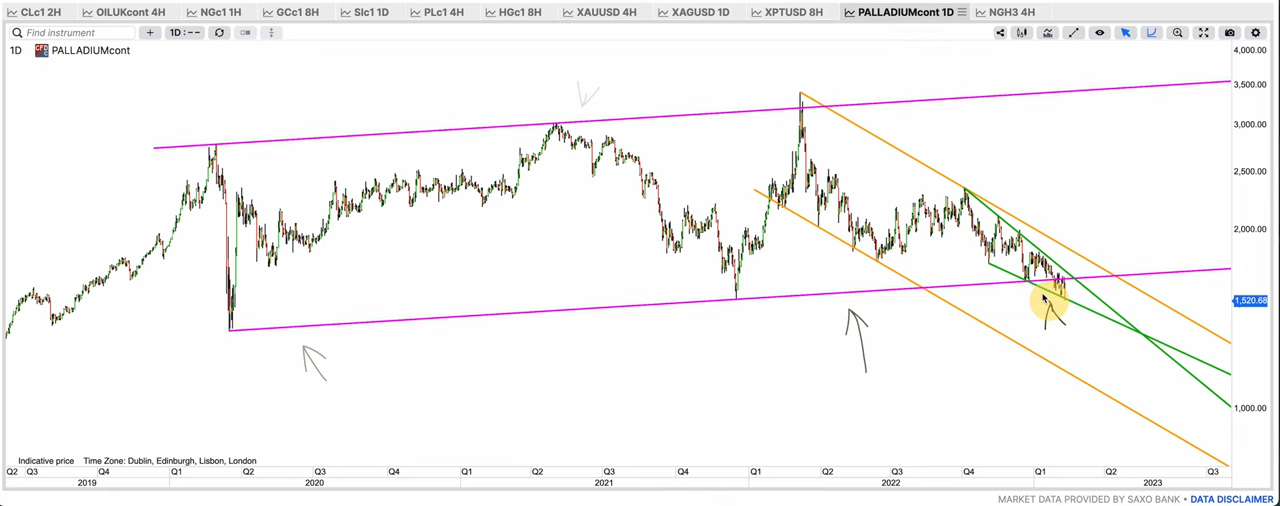 CLc1 2H OILUKcont 4H NGc1 1H GCc1 8H SIc1 1D PLc1 4H HGc1 8H XAUUSD 4H XAGUSD 1D XPTUSD 8H PALLADIUMcont 1D NGH3 4H
Find instrument 1D
1D PALLADIUMcont
4,000.00
3,500.00
3,000.00
2,500.00
2,000.00
1,520.68
1,000.00
Indicative price Time Zone: Dublin, Edinburgh, Lisbon, London
Q2 Q3 Q4 Q1 Q2 Q3 Q4 Q1 Q2 Q3 Q4 Q1 Q2 Q3 Q4 Q1 Q2 Q3
2019 2020 2021 2022 2023
MARKET DATA PROVIDED BY SAXO BANK • DATA DISCLAIMER